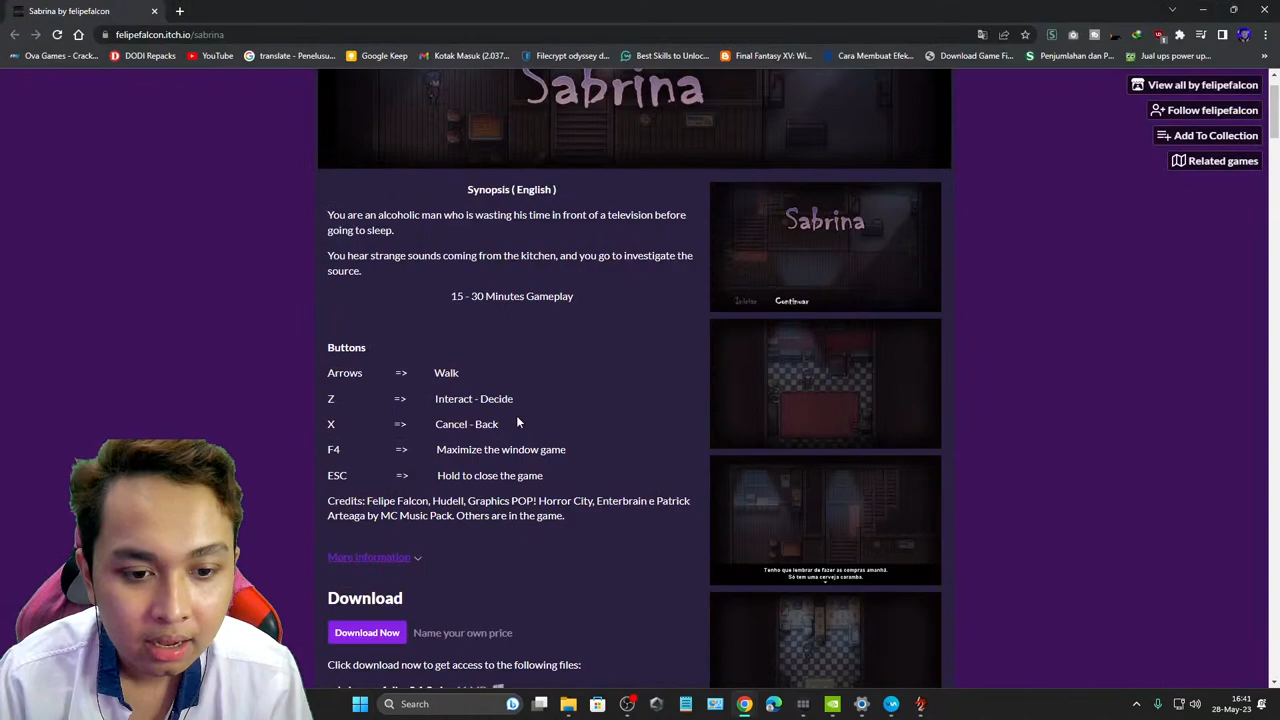 Sabrina by felipefalcon
felipefalcon.itch.io/sabrina
Ova Games - Crack...
DODI Repacks
YouTube
translate - Penelusu...
Google Keep
Kotak Masuk (2.037...
Filecrypt odyssey d...
Best Skills to Unloc...
Final Fantasy XV: Wi...
Cara Membuat Efek...
Download Game Fi...
Penjumlahan dan P...
Jual ups power | T...
Sabrina
View all by felipefalcon
Follow felipefalcon
Add To Collection
Related games
Synopsis ( English )
You are an alcoholic man who is wasting his time in front of a television before
going to sleep.
You hear strange sounds coming from the kitchen, and you go to investigate the
source.
15 - 30 Minutes Gameplay
Buttons
Arrows => Walk
Z => Interact - Decide
X => Cancel - Back
F4 => Maximize the window game
ESC => Hold to close the game
Credits: Felipe Falcon, Hudell, Graphics POP! Horror City, Enterbrain e Patrick
Arteaga by MC Music Pack. Others are in the game.
More information
Download
Download Now Name your own price
Click download now to get access to the following files:
Sabrina
Iniciar Continuar
Tenho que lembrar de fazer as compras amanhã.
Só tem uma cerveja caramba.
Search
16:41
28-May-23